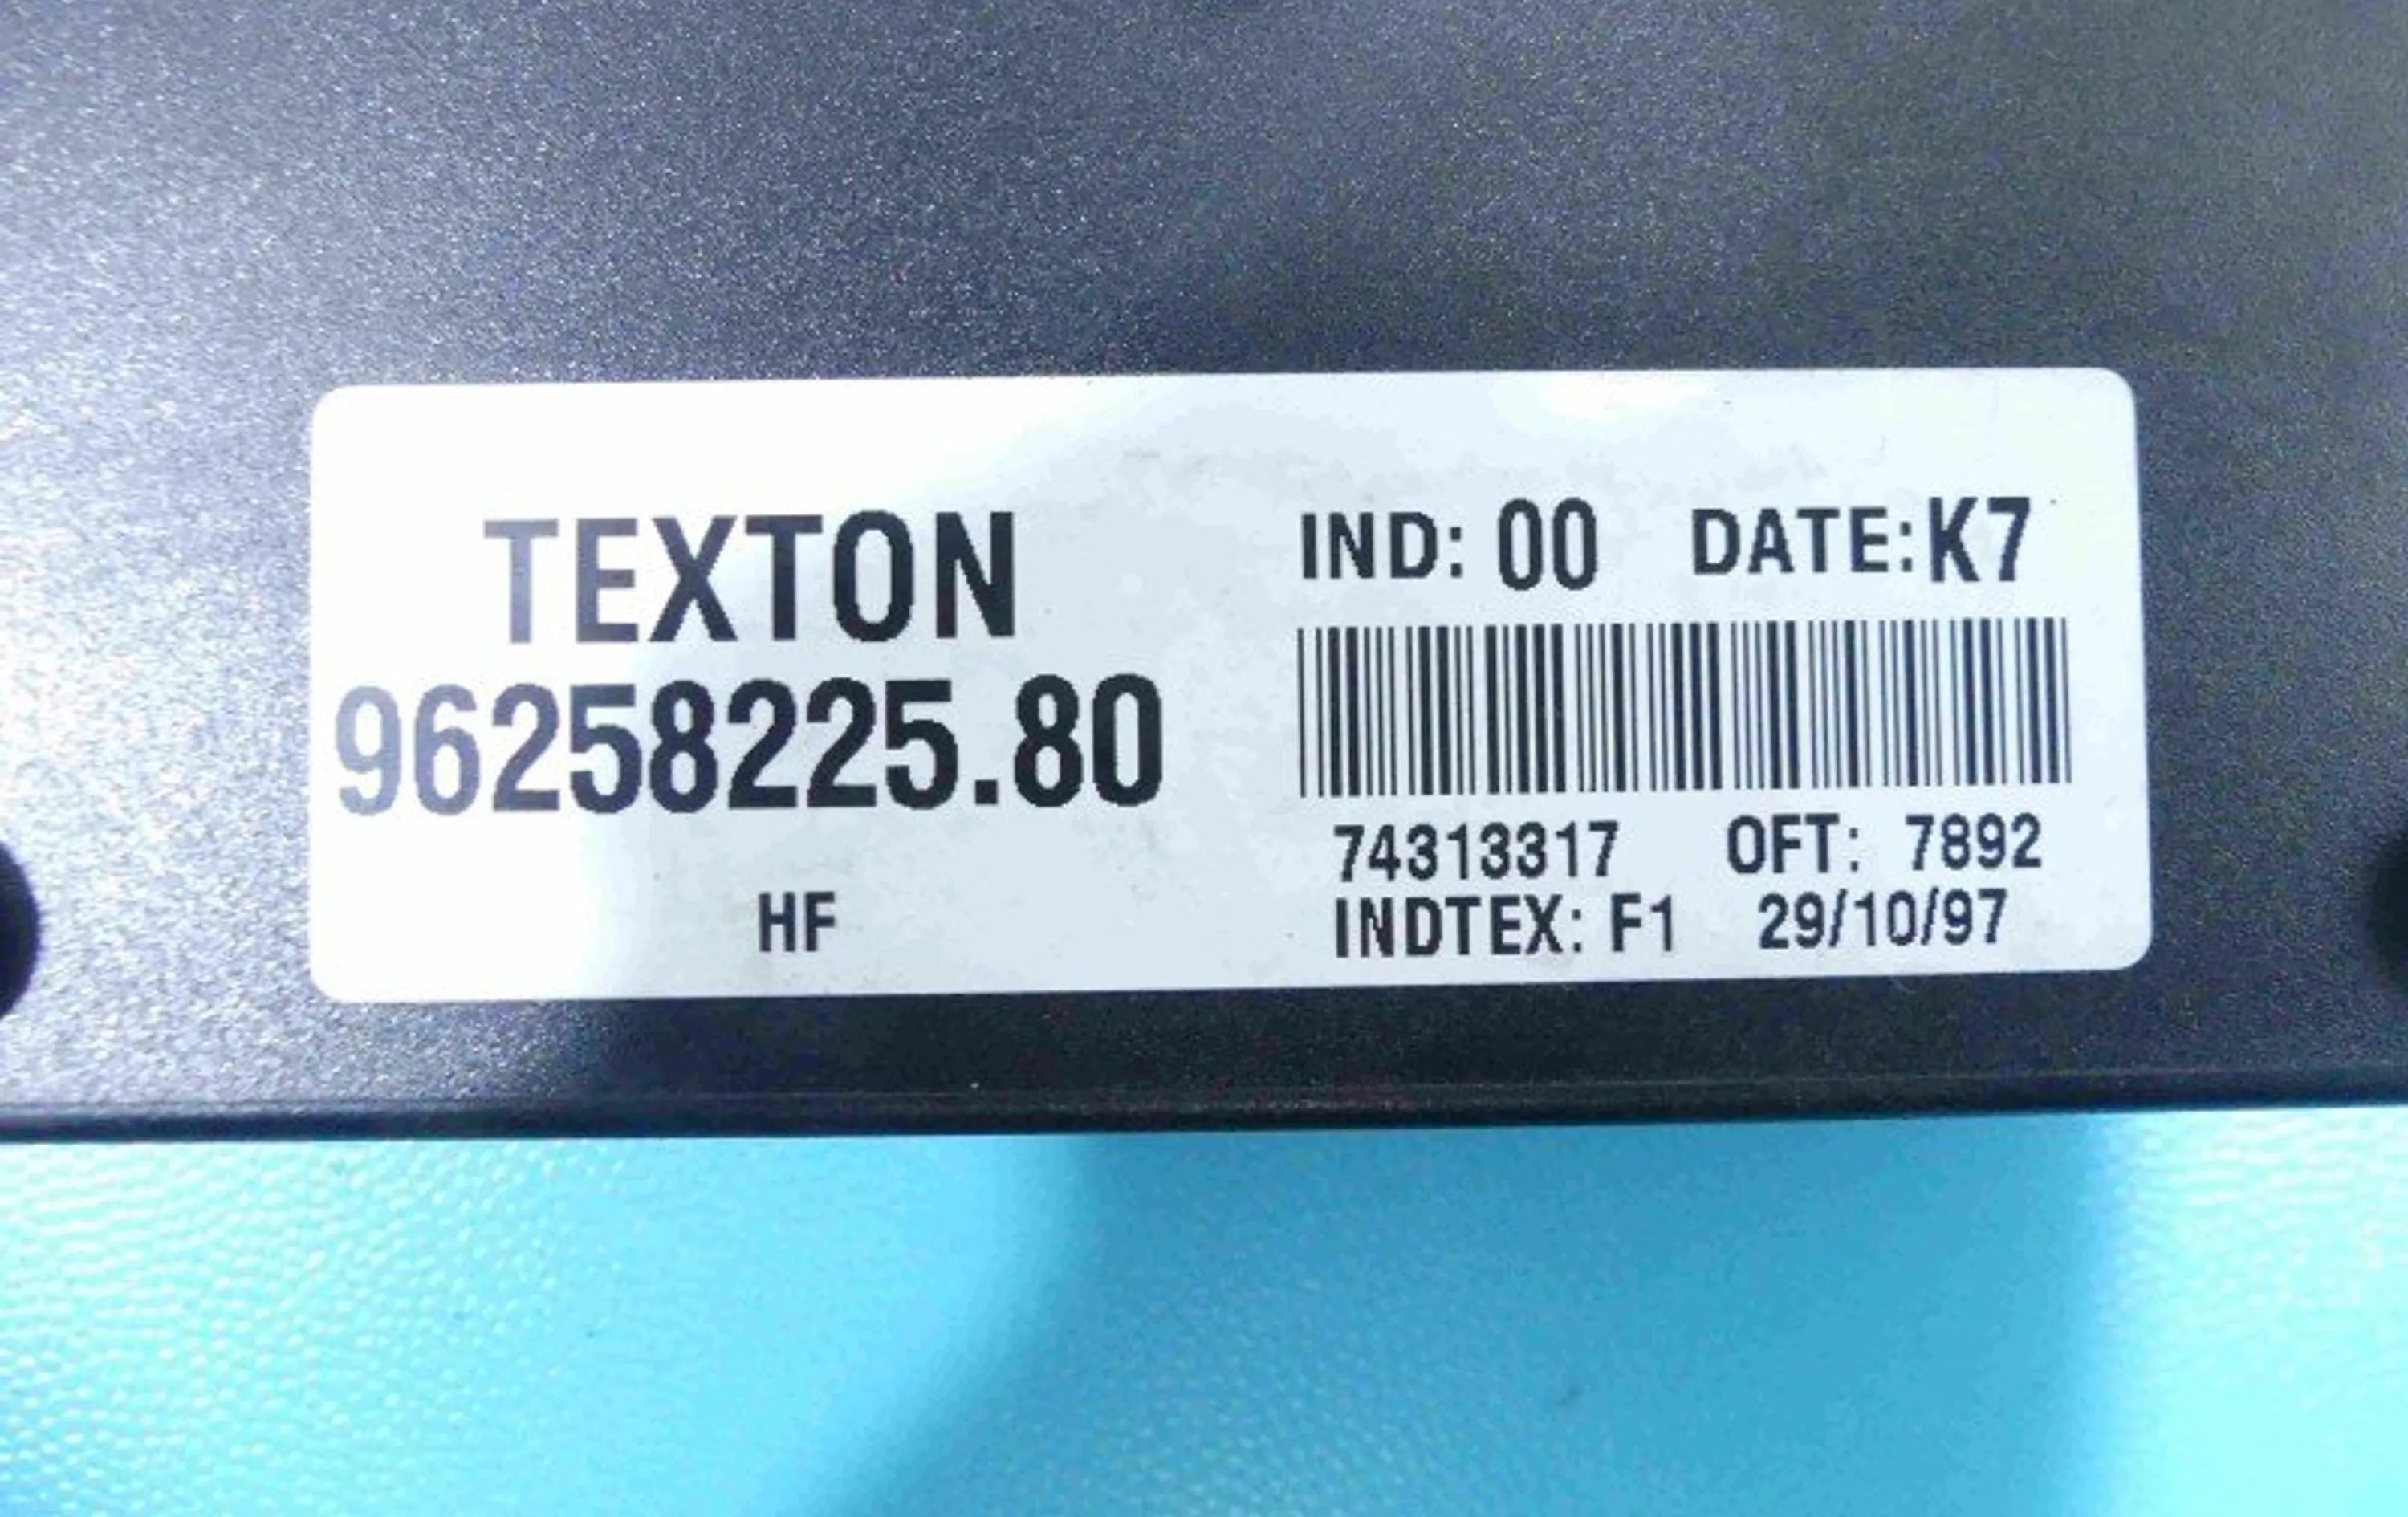 TEXTON
96258225.80
HF
IND: 00 DATE: K7
74313317 OFT: 7892
INDTEX: F1 29/10/97